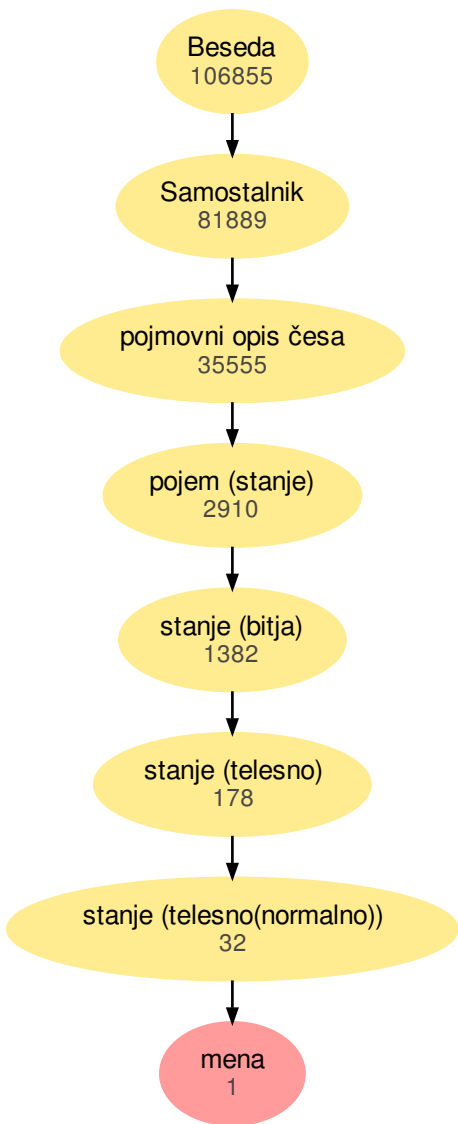 Beseda
106855
Samostalnik
81889
pojmovni opis česa
35555
pojem (stanje)
2910
stanje (bitja)
1382
stanje (telesno)
178
stanje (telesno(normalno))
32
mena
1